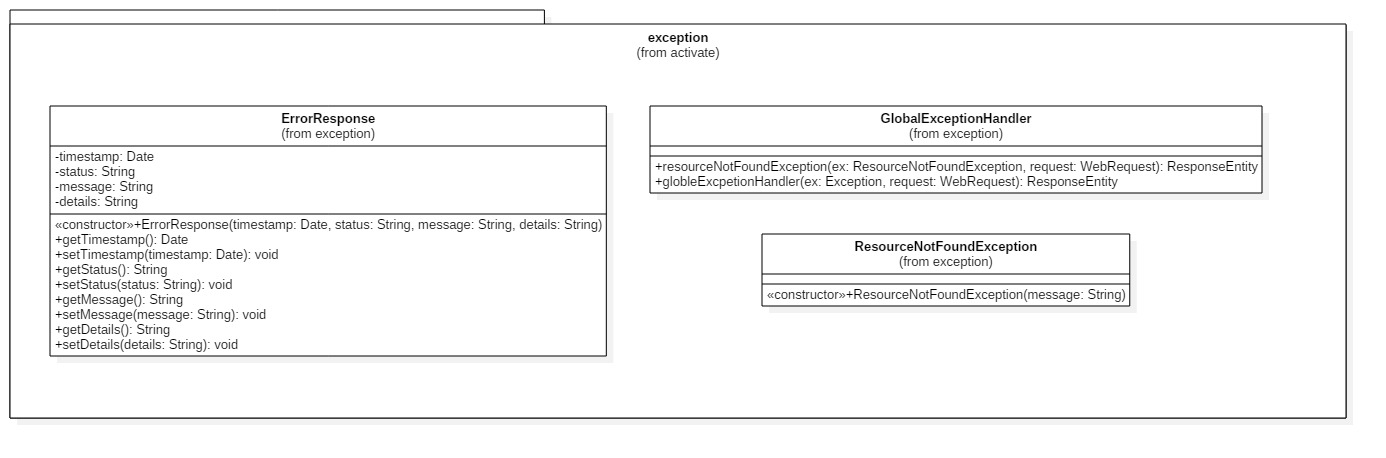 exception
(from activate)
ErrorResponse
(from exception)
-timestamp: Date
-status: String
-message: String
-details: String
«constructor»+ErrorResponse(timestamp: Date, status: String, message: String, details: String)
+getTimestamp(): Date
+setTimestamp(timestamp: Date): void
+getStatus(): String
+setStatus(status: String): void
+getMessage(): String
+setMessage(message: String): void
+getDetails(): String
+setDetails(details: String): void
GlobalExceptionHandler
(from exception)
+resourceNotFoundException(ex: ResourceNotFoundException, request: WebRequest): ResponseEntity
+globleExcpetionHandler(ex: Exception, request: WebRequest): ResponseEntity
ResourceNotFoundException
(from exception)
«constructor»+ResourceNotFoundException(message: String)